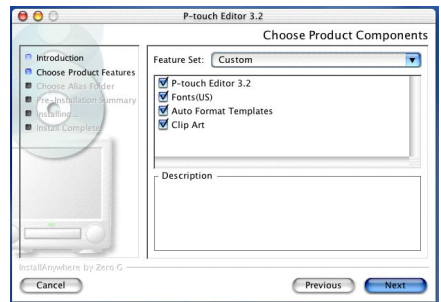 P-touch Editor 3.2
Choose Product Components
Introduction
Choose Product Features
Choose Alias Folder
Pre-Installation Summary
Installing...
Install Complete
Feature Set: Custom
P-touch Editor 3.2
Fonts(US)
Auto Format Templates
Clip Art
Description
InstallAnywhere by Zero G
Cancel
Previous
Next